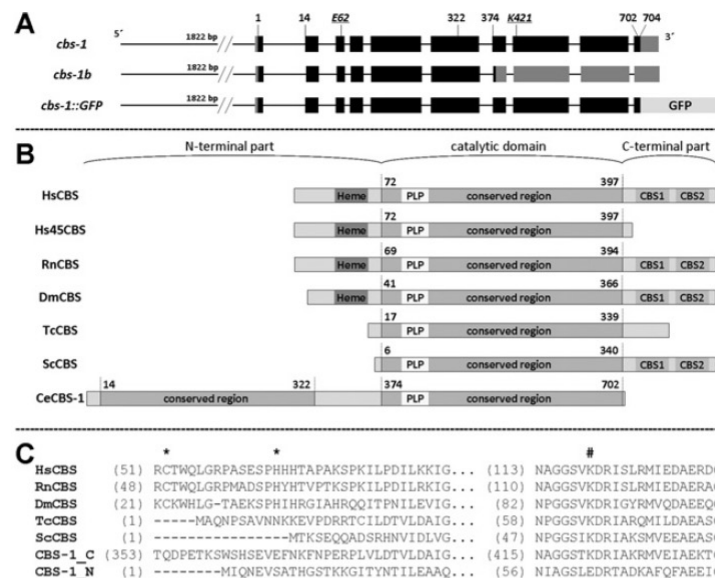 A
1 14 E62 322 374 K421 702 704
5´ 3´
cbs-1 1822 bp
cbs-1b 1822 bp
cbs-1::GFP 1822 bp GFP
B
N-terminal part catalytic domain C-terminal part
72 397
HsCBS Heme PLP conserved region CBS1 CBS2
72 397
Hs45CBS Heme PLP conserved region
69 394
RnCBS Heme PLP conserved region CBS1 CBS2
41 366
DmCBS Heme PLP conserved region CBS1 CBS2
17 339
TcCBS PLP conserved region
6 340
ScCBS PLP conserved region CBS1 CBS2
14 322 374 702
CeCBS-1 conserved region PLP conserved region
C
* * #
HsCBS (51) RCTWQLGRPASESPHHHTAPAKSPKILPDILKKIG... (113) NAGGSVKDRISLRMIEDAERD
RnCBS (48) RCTWQLGRPMADSPHYHTVPTKSPKILPDILRKIG... (110) NAGGSVKDRISLRMIEDAERA
DmCBS (21) KCKWHLG-TAEKSPHIHRGIAHRQQITPNILEVIG... (82) NPGGSVKDRIGYRMVQDAEE
TcCBS (1) ------MAQNPSAVNNKKEVPDRRTCILDTVLDAIG... (58) NPGGSVKDRIARQMILDAEAS
ScCBS (1) ----------------MTKSEQQADSRHNVIDLVG... (47) NPGGSIKDRIAKSMVEEAEAS
CBS-1_C (353) TQDPETKSWSHSEVEFNKFNPERPLVLDTVLDAIG... (415) NAGGSTKDRIAKRMVEIAEKT
CBS-1_N (1) --------MIQNEVSATHGSTKKGITYNTILEAAQ... (56) NIAGSLEDRTADKAFQFAEE